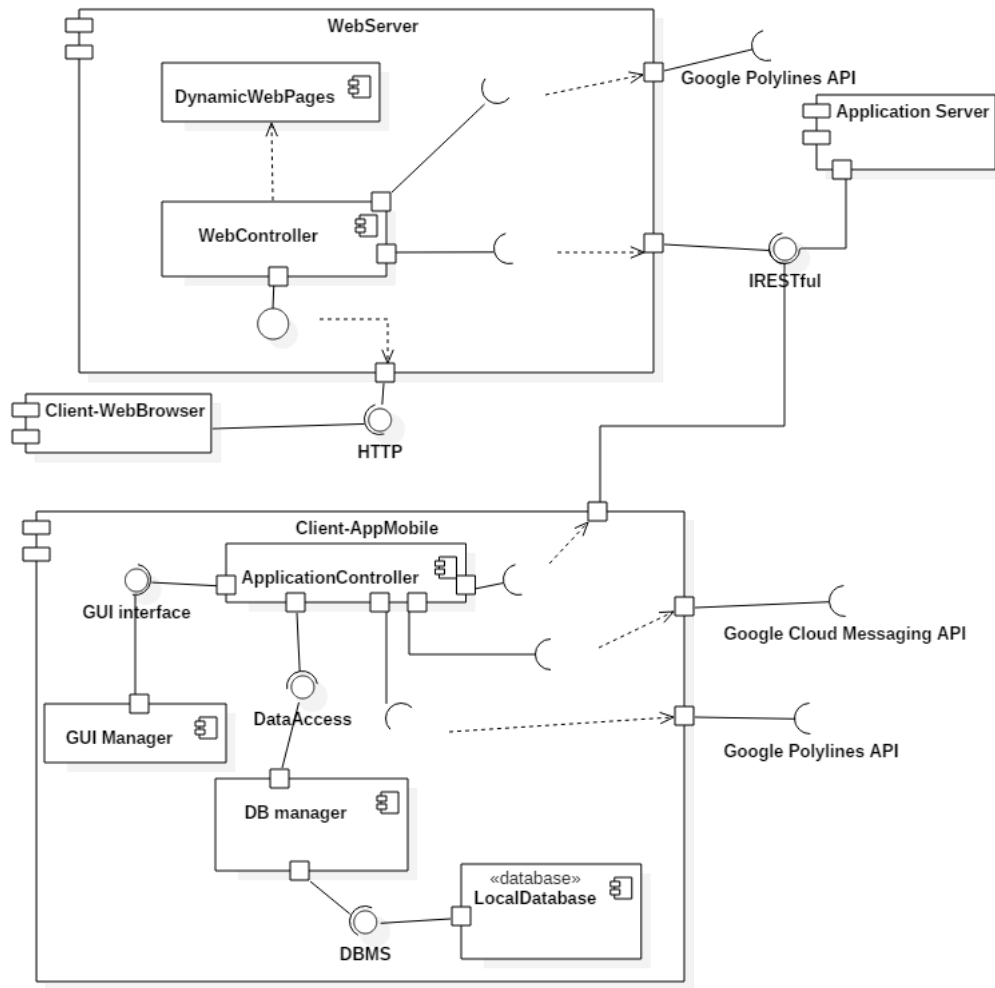 WebServer
DynamicWebPages
Google Polylines API
Application Server
WebController
IRESTful
Client-WebBrowser
HTTP
Client-AppMobile
ApplicationController
GUI interface
Google Cloud Messaging API
DataAccess
GUI Manager
Google Polylines API
DB manager
«database»
LocalDatabase
DBMS